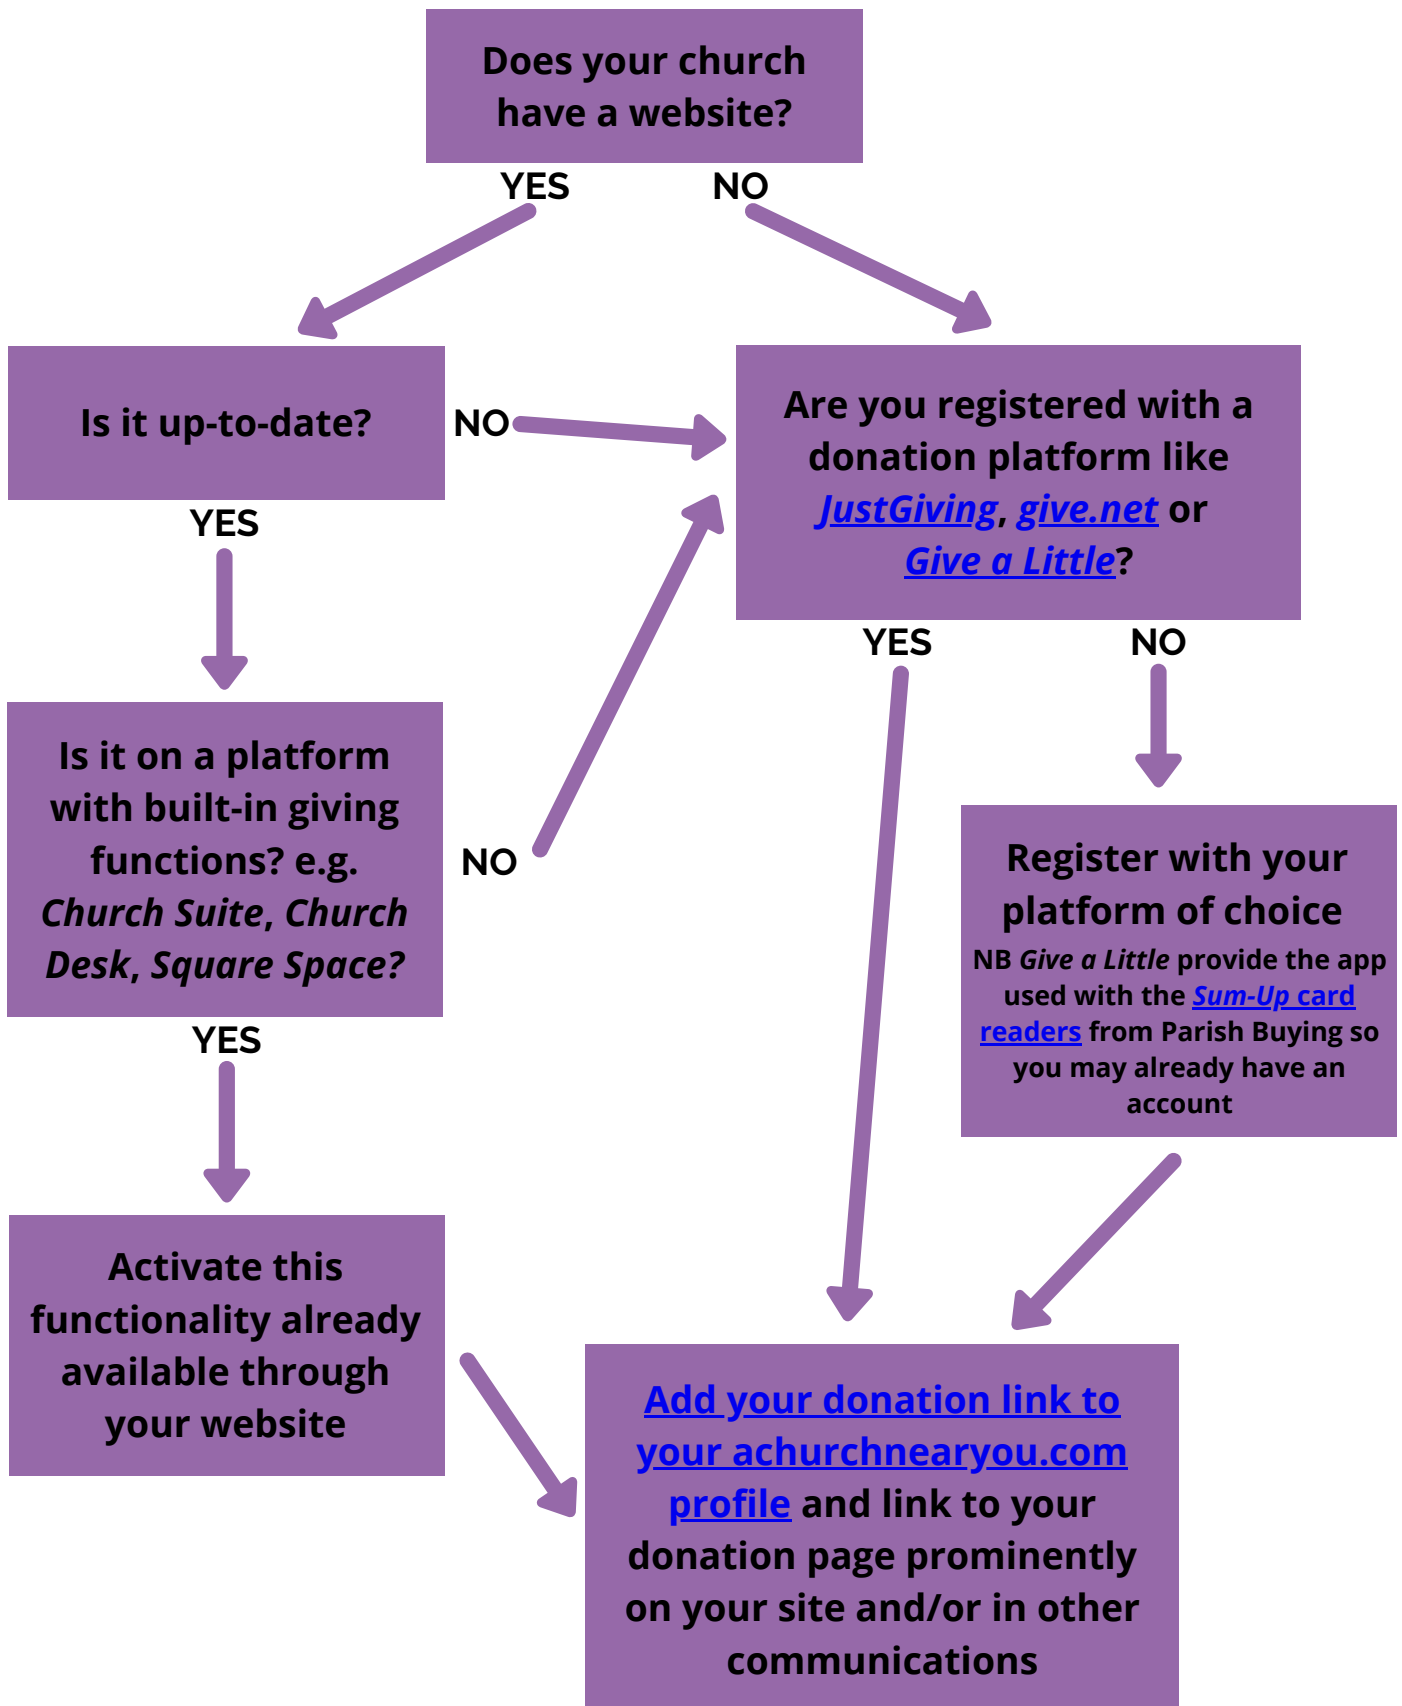 Does your church
have a website?
YES
NO
Is it up-to-date?
NO
YES
Are you registered with a
donation platform like
JustGiving, give.net or
Give a Little?
YES
NO
Is it on a platform
with built-in giving
functions? e.g.
Church Suite, Church
Desk, Square Space?
NO
YES
Register with your
platform of choice
NB Give a Little provide the app
used with the Sum-Up card
readers from Parish Buying so
you may already have an
account
Activate this
functionality already
available through
your website
Add your donation link to
your achurchnearyou.com
profile and link to your
donation page prominently
on your site and/or in other
communications